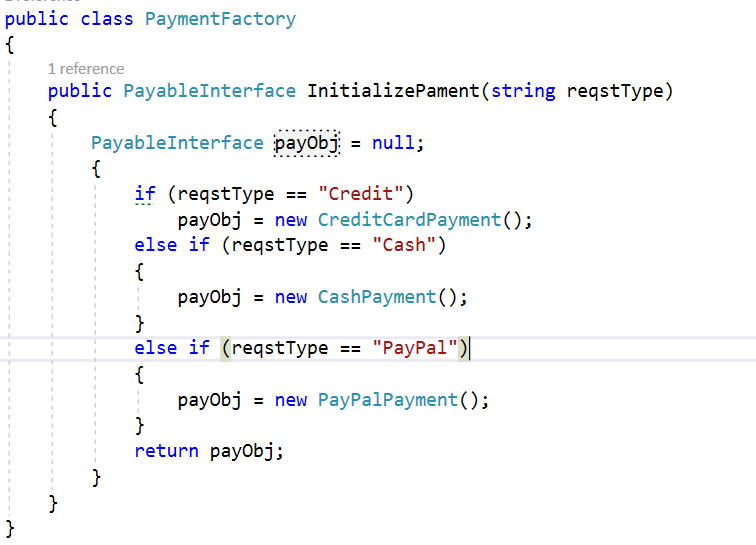 public class PaymentFactory
{
1 reference
public PayableInterface InitializePament(string reqstType)
{
PayableInterface payObj = null;
{
if (reqstType == "Credit")
payObj = new CreditCardPayment();
else if (reqstType == "Cash")
{
payObj = new CashPayment();
}
else if (reqstType == "PayPal")
{
payObj = new PayPalPayment();
}
return payObj;
}
}
}